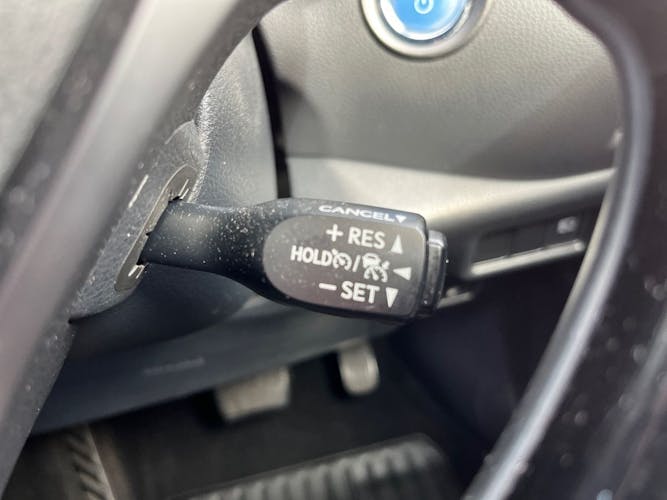 CANCEL▼
+ RES ▲
HOLD / ◀
− SET ▼